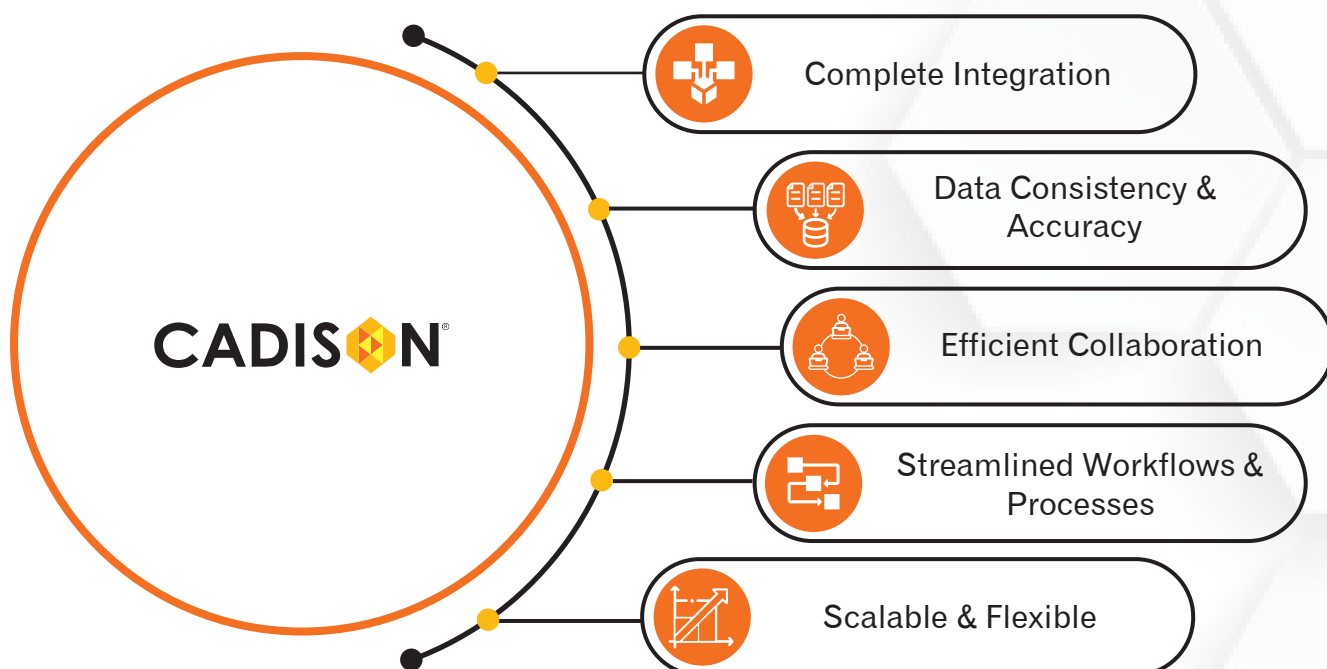 CADISON®
Complete Integration
Data Consistency &
Accuracy
Efficient Collaboration
Streamlined Workflows &
Processes
Scalable & Flexible